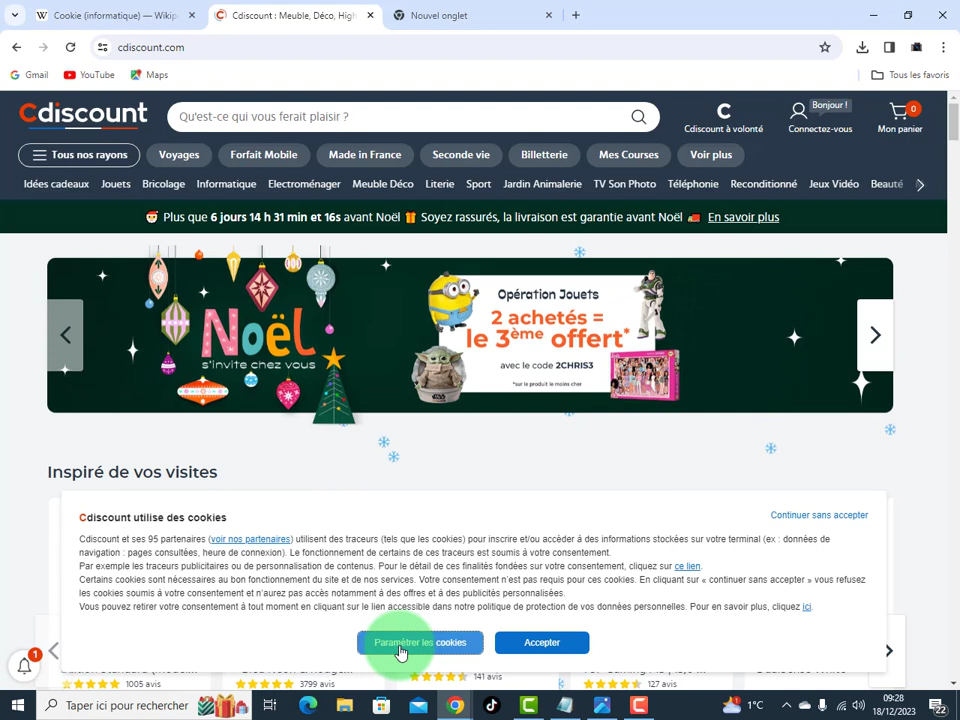 Cookie (informatique) — Wikip
Cdiscount : Meuble, Déco, High
Nouvel onglet
cdiscount.com
Gmail
YouTube
Maps
Tous les favoris
Cdiscount
Qu'est-ce qui vous ferait plaisir ?
Cdiscount à volonté
Bonjour !
Connectez-vous
0
Mon panier
Tous nos rayons
Voyages
Forfait Mobile
Made in France
Seconde vie
Billetterie
Mes Courses
Voir plus
Idées cadeaux
Jouets
Bricolage
Informatique
Electroménager
Meuble Déco
Literie
Sport
Jardin Animalerie
TV Son Photo
Téléphonie
Reconditionné
Jeux Vidéo
Beauté
Plus que 6 jours 14 h 31 min et 16s avant Noël Soyez rassurés, la livraison est garantie avant Noël En savoir plus
Noël
s'invite chez vous
Opération Jouets
2 achetés =
le 3ème offert*
avec le code 2CHRIS3
*sur le produit le moins cher
Inspiré de vos visites
Cdiscount utilise des cookies
Continuer sans accepter
Cdiscount et ses 95 partenaires (voir nos partenaires) utilisent des traceurs (tels que les cookies) pour inscrire et/ou accéder à des informations stockées sur votre terminal (ex : données de
navigation : pages consultées, heure de connexion). Le fonctionnement de certains de ces traceurs est soumis à votre consentement.
Par exemple les traceurs publicitaires ou de personnalisation de contenus. Pour le détail de ces finalités fondées sur votre consentement, cliquez sur ce lien.
Certains cookies sont nécessaires au bon fonctionnement du site et de nos services. Votre consentement n'est pas requis pour ces cookies. En cliquant sur « continuer sans accepter » vous refusez
les cookies soumis à votre consentement et n'aurez pas accès notamment à des offres et à des publicités personnalisées.
Vous pouvez retirer votre consentement à tout moment en cliquant sur le lien accessible dans notre politique de protection de vos données personnelles. Pour en savoir plus, cliquez ici.
Paramétrer les cookies
Accepter
1
1005 avis
3799 avis
141 avis
127 avis
Taper ici pour rechercher
1°C
09:28
18/12/2023
22